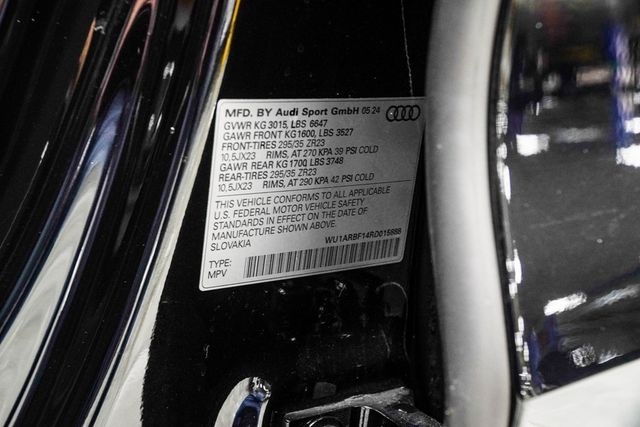 MFD. BY Audi Sport GmbH 05 24
GVWR KG 3015, LBS 6647
GAWR FRONT KG1600, LBS 3527
FRONT-TIRES 295/35 ZR23
10,5JX23 RIMS, AT 270 KPA 39 PSI COLD
GAWR REAR KG 1700, LBS 3748
REAR-TIRES 295/35 ZR23
10,5JX23 RIMS, AT 290 KPA 42 PSI COLD
THIS VEHICLE CONFORMS TO ALL APPLICABLE
U.S. FEDERAL MOTOR VEHICLE SAFETY
STANDARDS IN EFFECT ON THE DATE OF
MANUFACTURE SHOWN ABOVE.
SLOVAKIA
WU1ARBF14RD015888
TYPE:
MPV